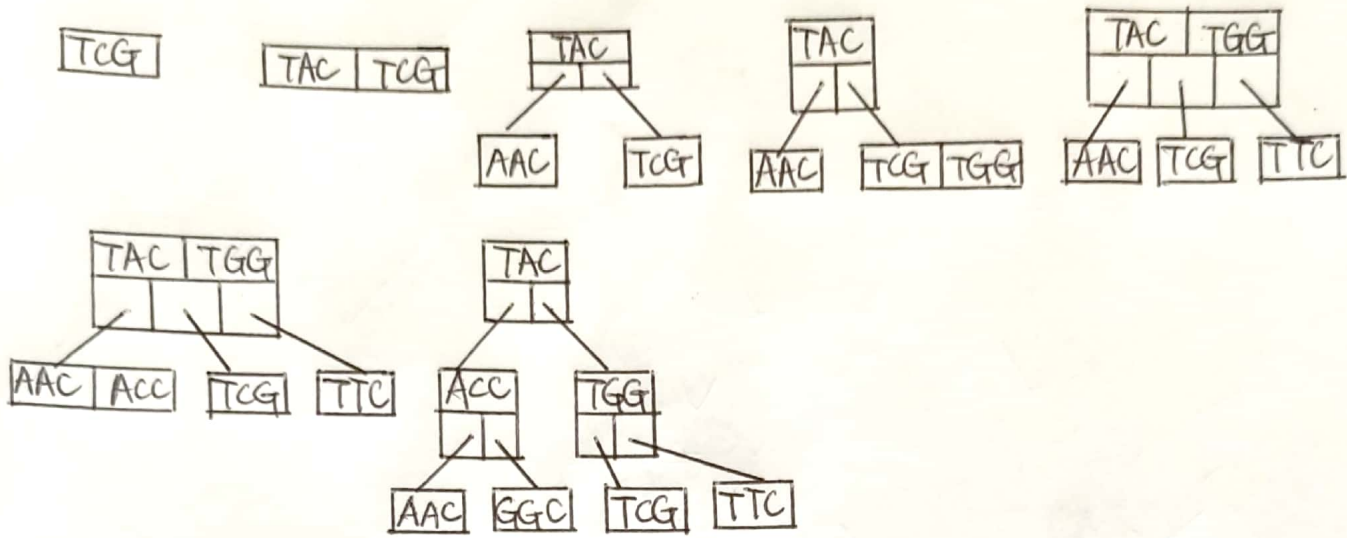 TCG TAC TCG TAC TAC TAC TGG
AAC TCG AAC TCG TGG AAC TCG TTC
TAC TGG TAC
AAC ACC TCG TTC ACC TGG
AAC GGC TCG TTC